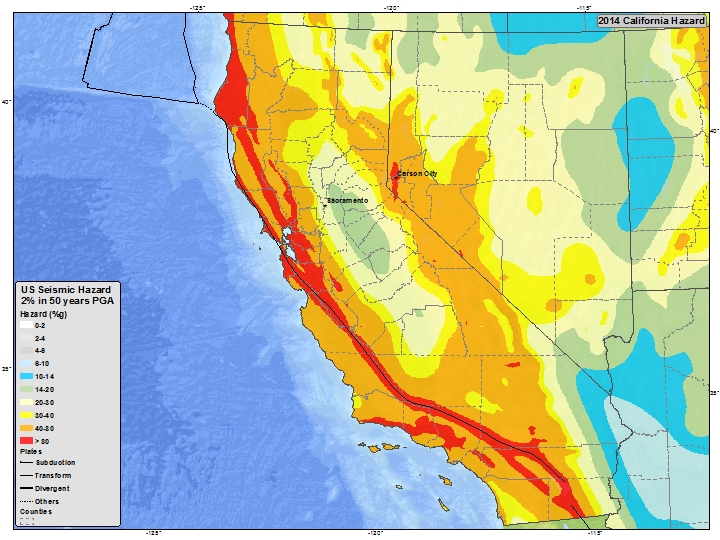 -125°
-120°
-115°
2014 California Hazard
40°
40°
Carson City
Sacramento
US Seismic Hazard
2% in 50 years PGA
Hazard (%g)
0-2
2-4
4-6
6-10
10-14
14-20
20-30
30-40
40-80
> 80
Plates
Subduction
Transform
Divergent
Others
Counties
35°
35°
-125°
-120°
-115°